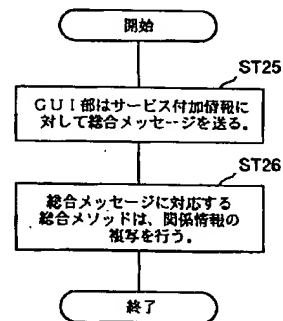 開始
ST25
GUI部はサービス付加情報に
対して総合メッセージを送る。
ST26
総合メッセージに対応する
総合メソッドは、関係情報の
複写を行う。
終了